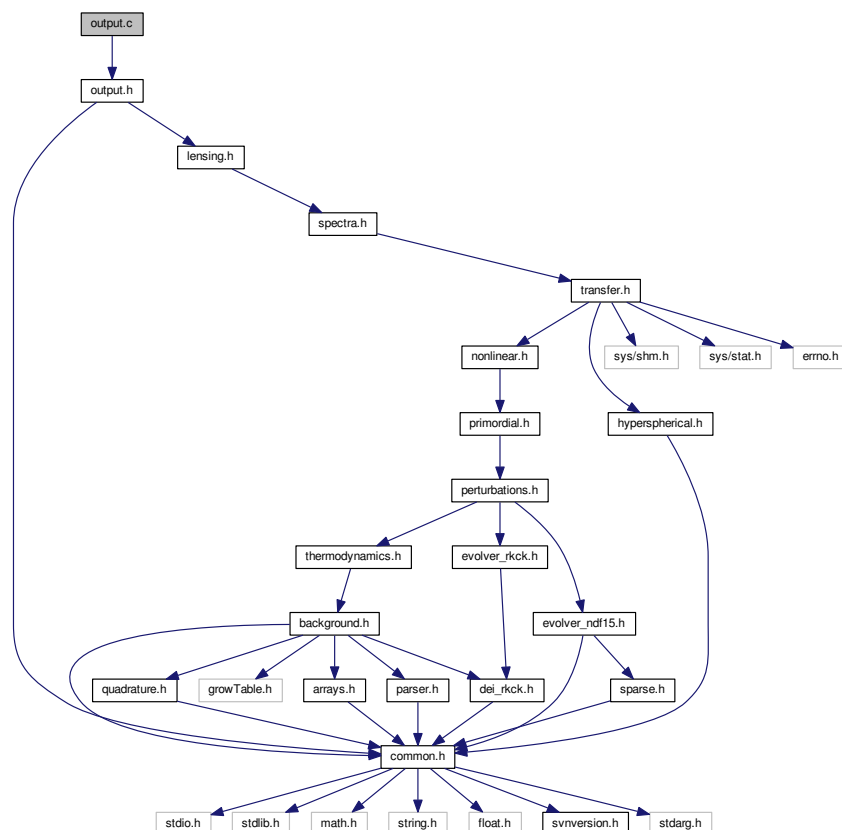 output.c
output.h
lensing.h
spectra.h
transfer.h
nonlinear.h
sys/shm.h
sys/stat.h
errno.h
primordial.h
hyperspherical.h
perturbations.h
thermodynamics.h
evolver_rkck.h
background.h
evolver_ndf15.h
quadrature.h
growTable.h
arrays.h
parser.h
dei_rkck.h
sparse.h
common.h
stdio.h
stdlib.h
math.h
string.h
float.h
svnversion.h
stdarg.h